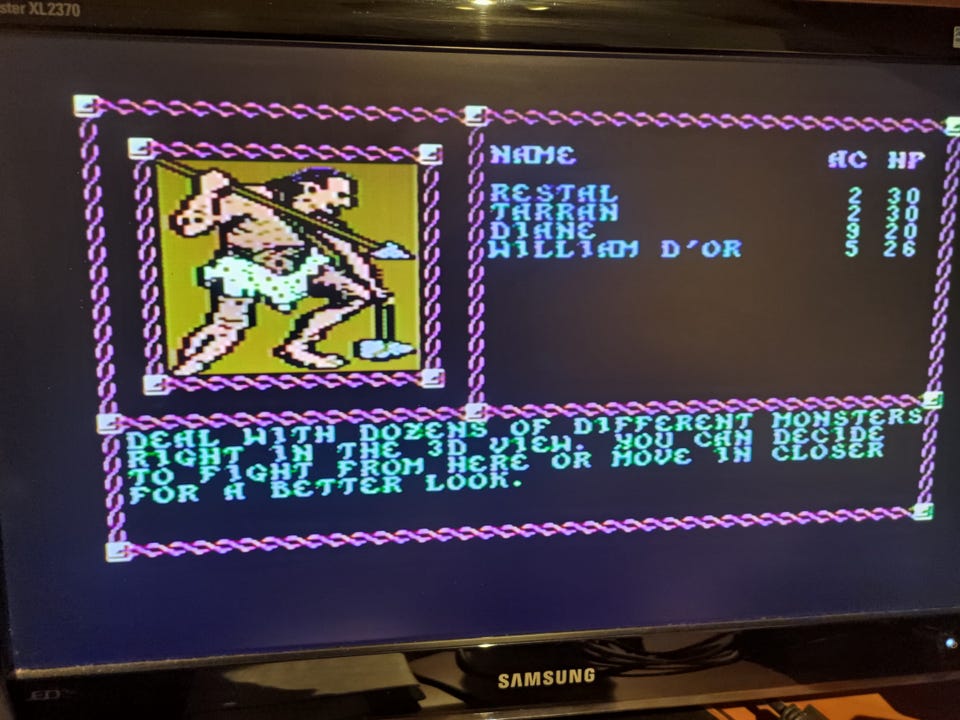 ster XL2370
NAME AC HP
RESTAL 2 30
TARRAN 2 30
DIANE 9 20
WILLIAM D'OR 5 26
DEAL WITH DOZENS OF DIFFERENT MONSTERS
RIGHT IN THE 3D VIEW. YOU CAN DECIDE
TO FIGHT FROM HERE OR MOVE IN CLOSER
FOR A BETTER LOOK.
SAMSUNG